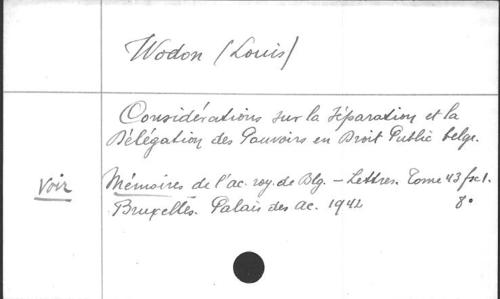 Wodon (Louis)
Considérations sur la séparation et la
Délégation des Pouvoirs en Droit Public belge.
voir
Mémoires de l'ac. roy. de Blg. – Lettres. Tome 43 fsc 1.
Bruxelles. Palais des Ac. 1942 8°